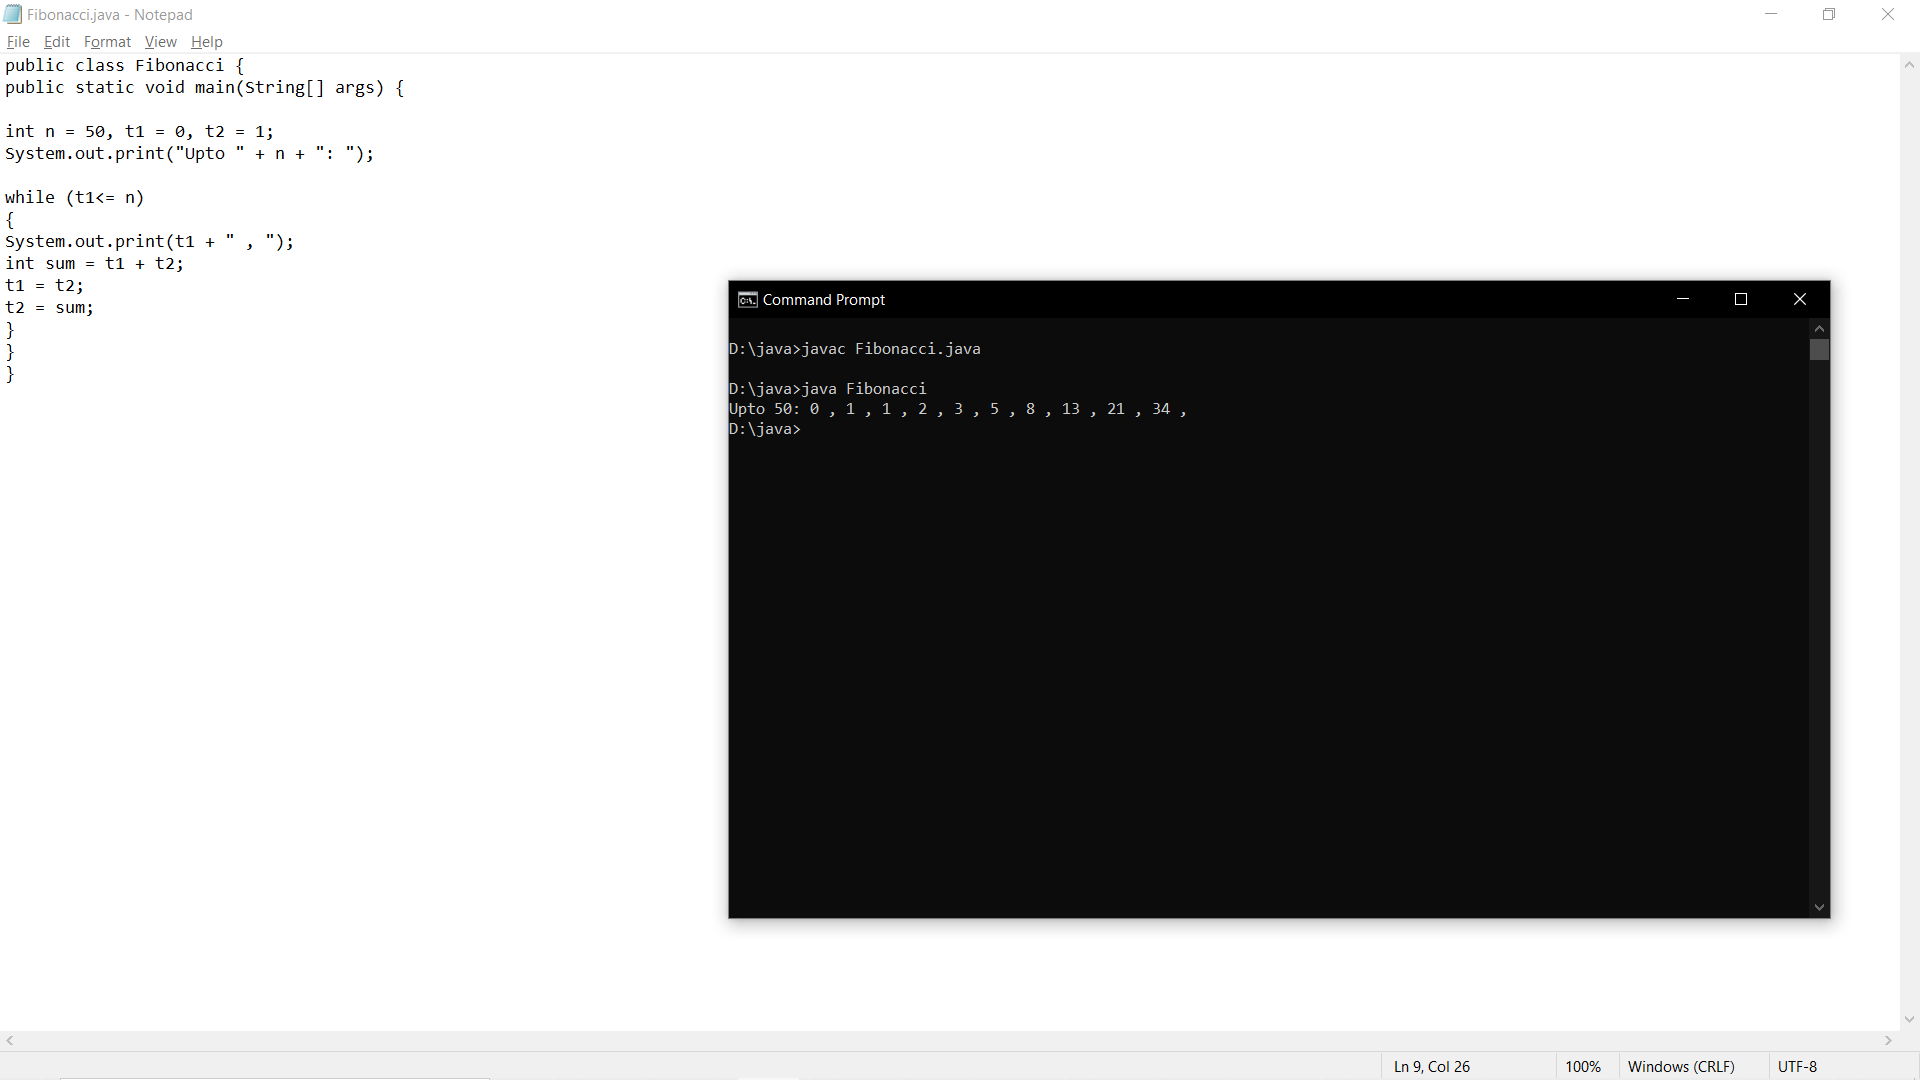 Fibonacci.java - Notepad
File Edit Format View Help
public class Fibonacci {
public static void main(String[] args) {
int n = 50, t1 = 0, t2 = 1;
System.out.print("Upto " + n + ": ");
while (t1<= n)
{
System.out.print(t1 + " , ");
int sum = t1 + t2;
t1 = t2;
t2 = sum;
}
}
}
Command Prompt
D:\java>javac Fibonacci.java
D:\java>java Fibonacci
Upto 50: 0 , 1 , 1 , 2 , 3 , 5 , 8 , 13 , 21 , 34 ,
D:\java>
Ln 9, Col 26 100% Windows (CRLF) UTF-8